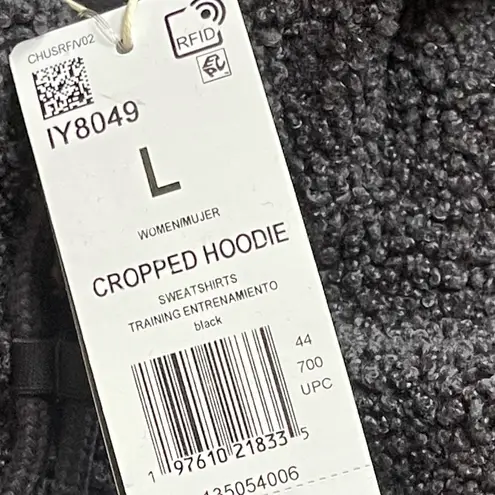 CHUSRF/V02
RFID
IY8049
L
WOMEN/MUJER
CROPPED HOODIE
SWEATSHIRTS
TRAINING ENTRENAMIENTO
black
44
700
UPC
1 97610 21833 5
135054006